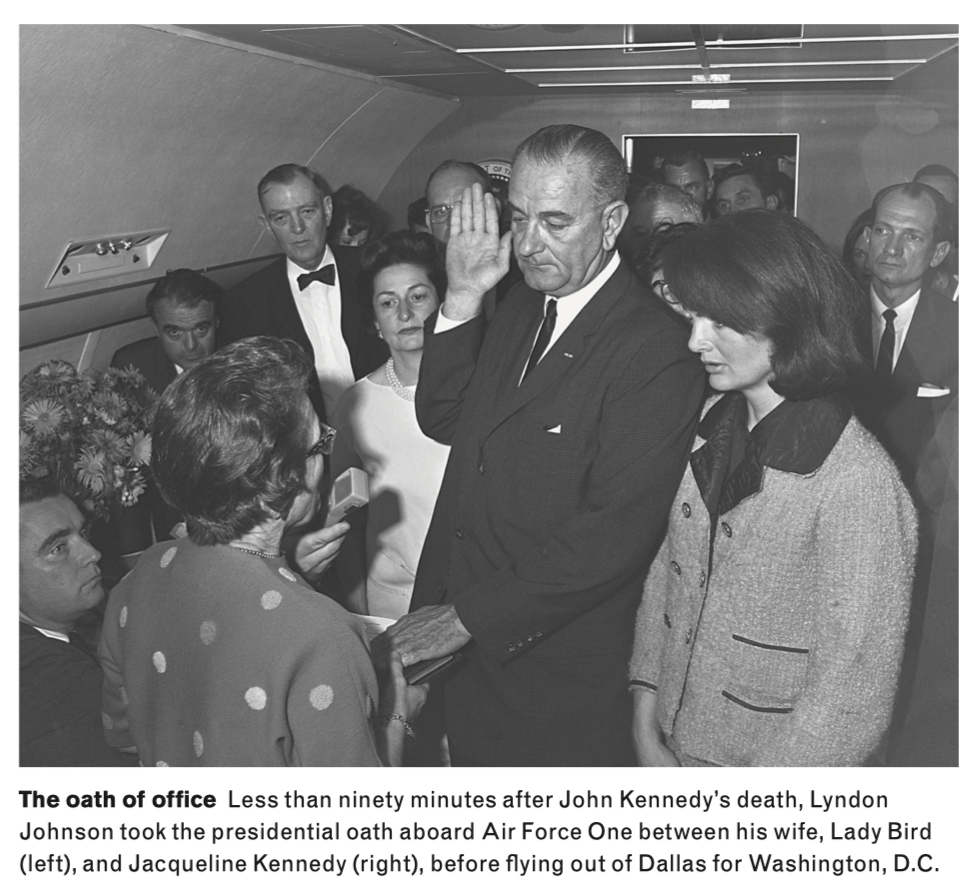 The oath of office Less than ninety minutes after John Kennedy's death, Lyndon
Johnson took the presidential oath aboard Air Force One between his wife, Lady Bird
(left), and Jacqueline Kennedy (right), before flying out of Dallas for Washington, D.C.